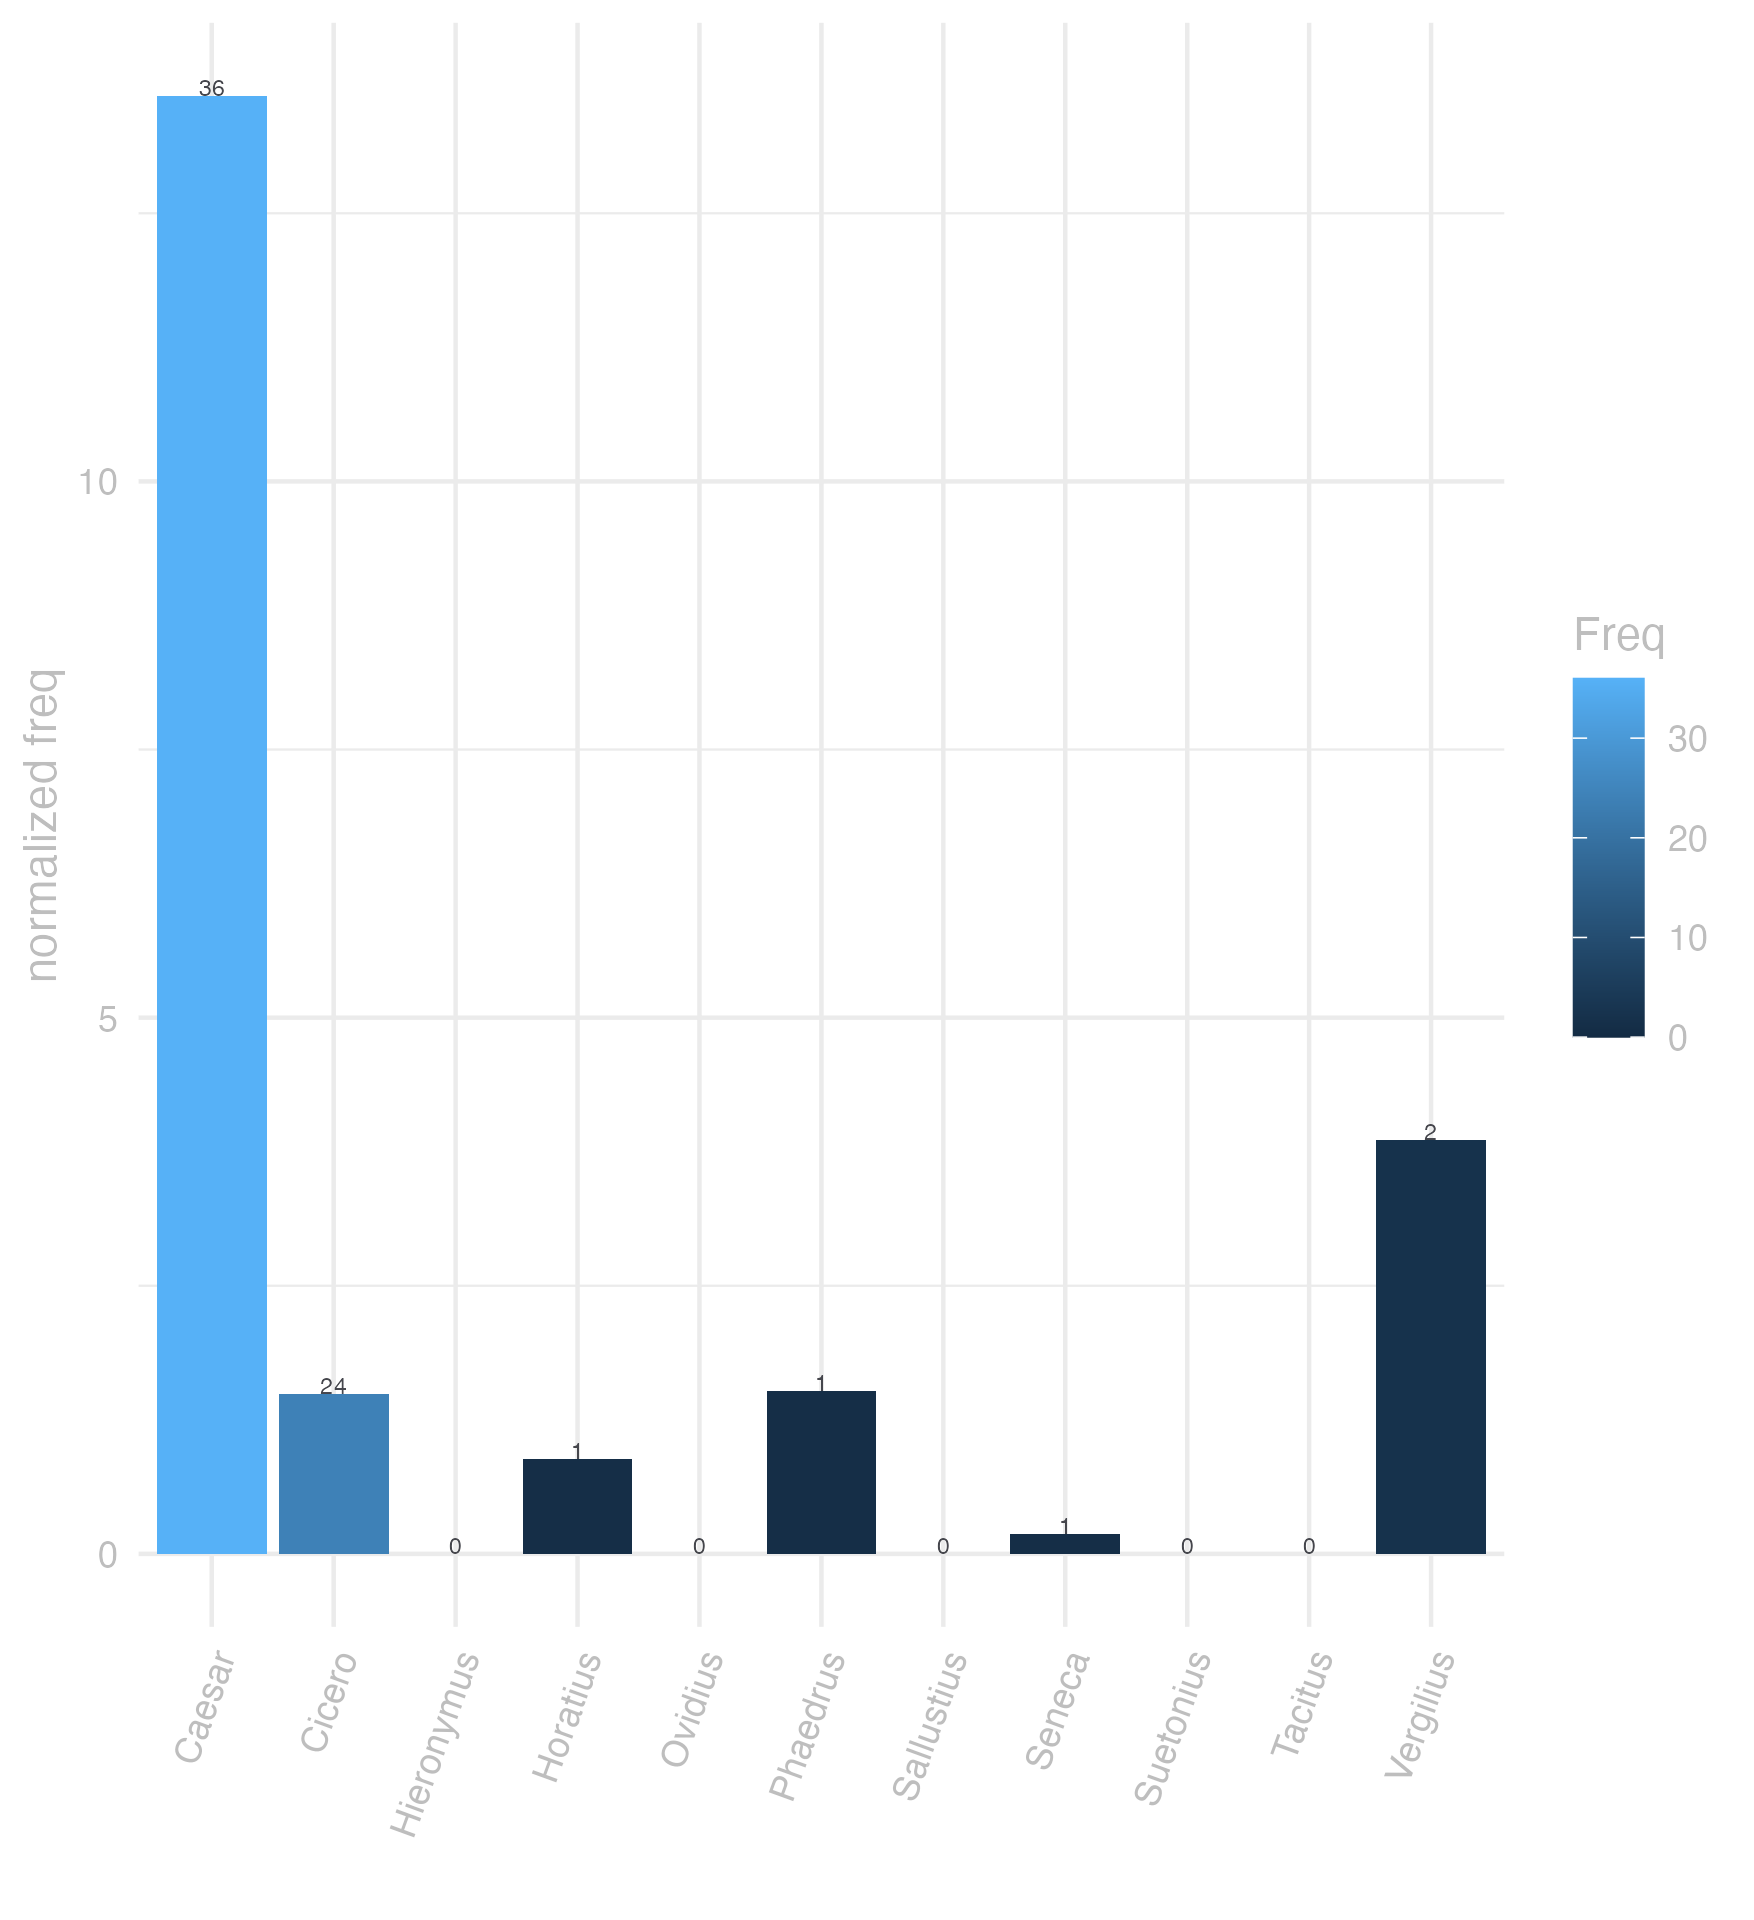 normalized freq
10
5
0
36
24
0
1
0
1
0
1
0
0
2
Caesar
Cicero
Hieronymus
Horatius
Ovidius
Phaedrus
Sallustius
Seneca
Suetonius
Tacitus
Vergilius
Freq
30
20
10
0